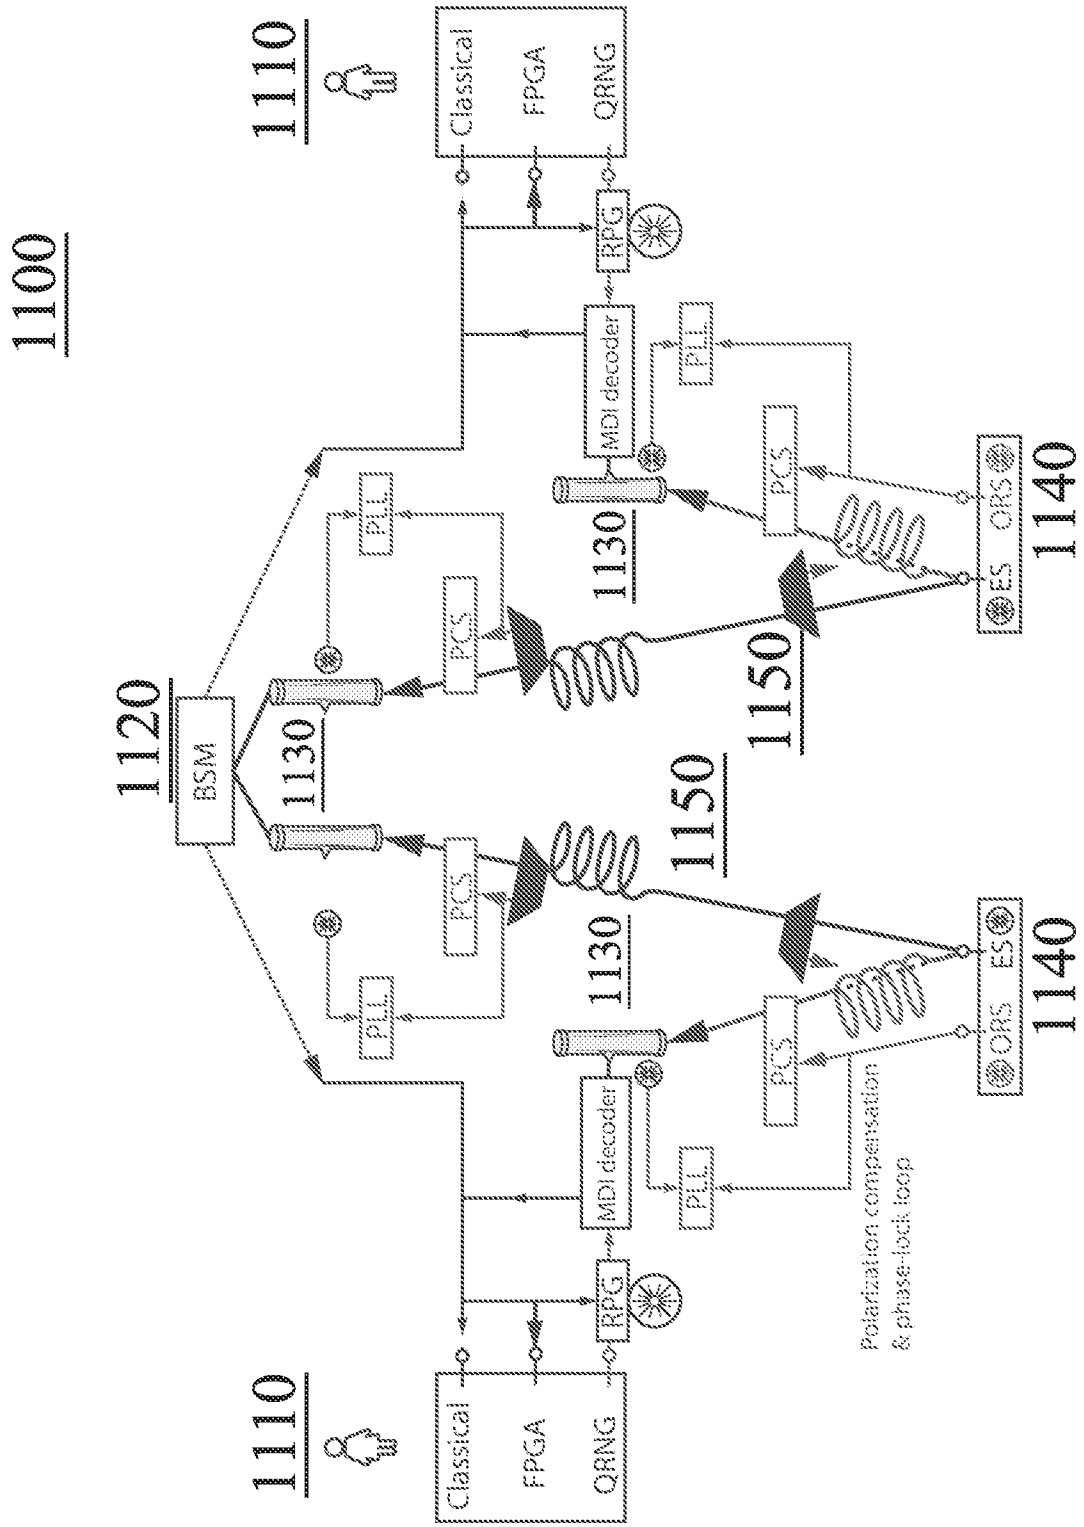 1100
1110
1120
1110
Classical
FPGA
QRNG
BSM
Classical
FPGA
QRNG
PLL
1130
PLL
PCS
PCS
RPG
MDI decoder
1130
1130
MDI decoder
RPG
PLL
1150
1150
PLL
PCS
PCS
Polarization compensation
& phase-lock loop
ORS
ES
ES
ORS
1140
1140